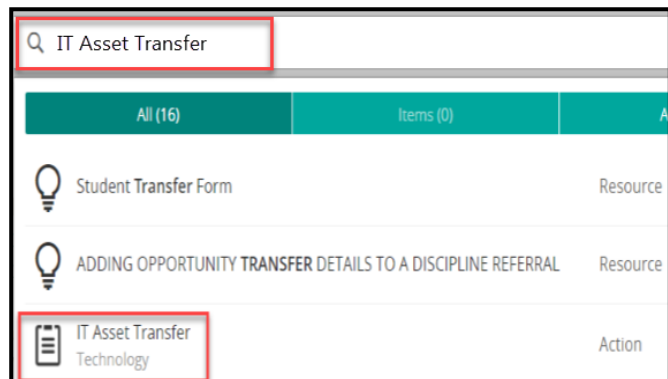 IT Asset Transfer
All (16) Items (0) A
Student Transfer Form Resource
ADDING OPPORTUNITY TRANSFER DETAILS TO A DISCIPLINE REFERRAL Resource
IT Asset Transfer
Technology
Action